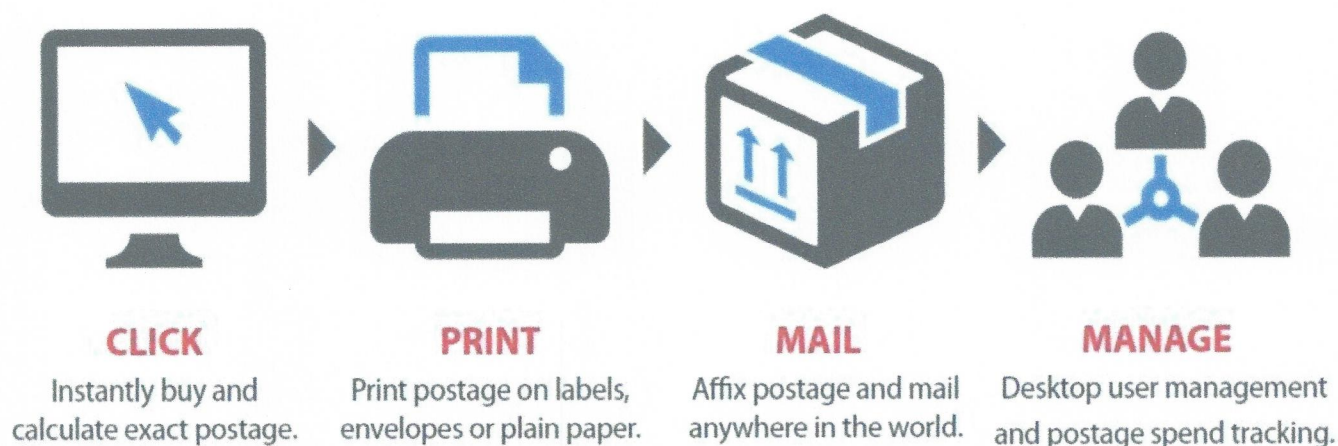 CLICK
Instantly buy and
calculate exact postage.
PRINT
Print postage on labels,
envelopes or plain paper.
MAIL
Affix postage and mail
anywhere in the world.
MANAGE
Desktop user management
and postage spend tracking.